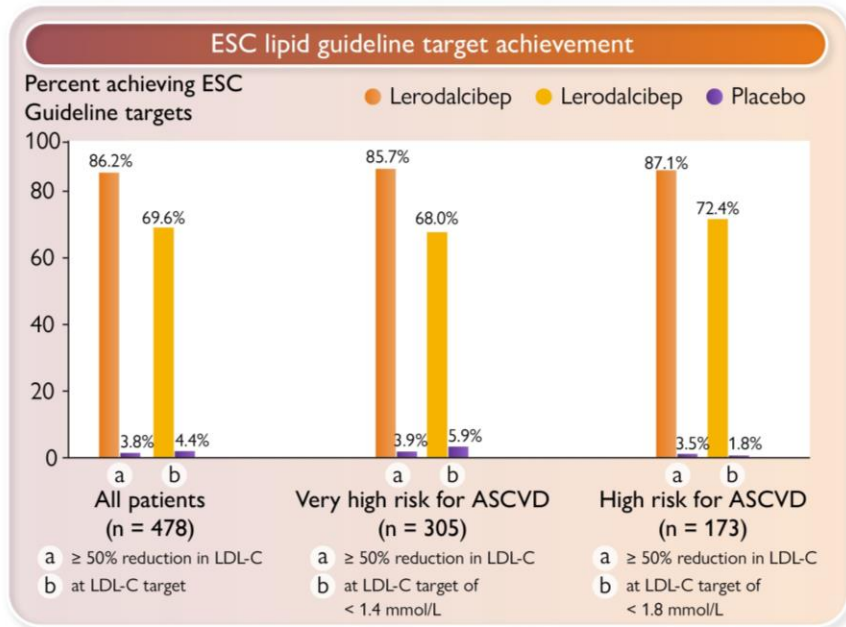 ESC lipid guideline target achievement
Percent achieving ESC
Guideline targets
Lerodalcibep Lerodalcibep Placebo
100
80
60
40
20
0
86.2%
69.6%
3.8%
4.4%
85.7%
68.0%
3.9%
5.9%
87.1%
72.4%
3.5%
1.8%
a b a b a b
All patients
(n = 478)
a ≥ 50% reduction in LDL-C
b at LDL-C target
Very high risk for ASCVD
(n = 305)
a ≥ 50% reduction in LDL-C
b at LDL-C target of
< 1.4 mmol/L
High risk for ASCVD
(n = 173)
a ≥ 50% reduction in LDL-C
b at LDL-C target of
< 1.8 mmol/L